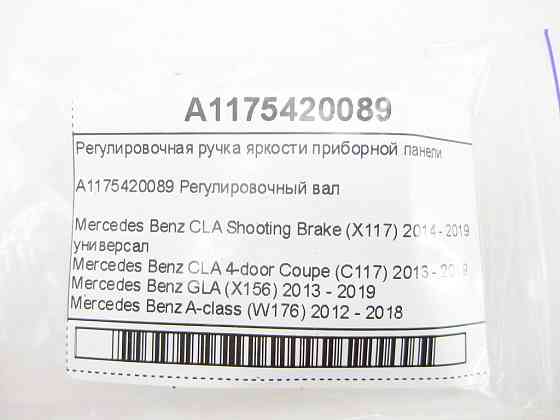 A1175420089
Регулировочная ручка яркости приборной панели
A1175420089 Регулировочный вал
Mercedes Benz CLA Shooting Brake (X117) 2014 - 2019
универсал
Mercedes Benz CLA 4-door Coupe (C117) 2013 - 2019
Mercedes Benz GLA (X156) 2013 - 2019
Mercedes Benz A-class (W176) 2012 - 2018